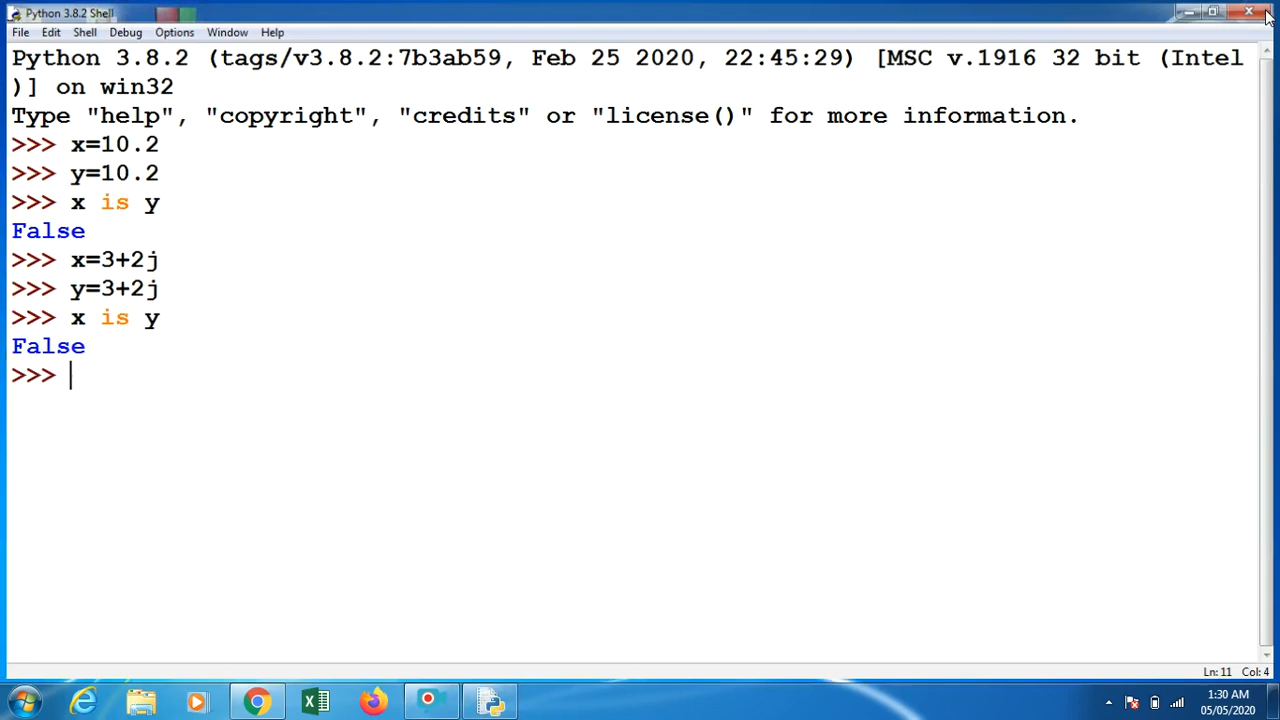 Python 3.8.2 Shell
File Edit Shell Debug Options Window Help
Python 3.8.2 (tags/v3.8.2:7b3ab59, Feb 25 2020, 22:45:29) [MSC v.1916 32 bit (Intel
)] on win32
Type "help", "copyright", "credits" or "license()" for more information.
>>> x=10.2
>>> y=10.2
>>> x is y
False
>>> x=3+2j
>>> y=3+2j
>>> x is y
False
>>>
Ln: 11 Col: 4
1:30 AM
05/05/2020